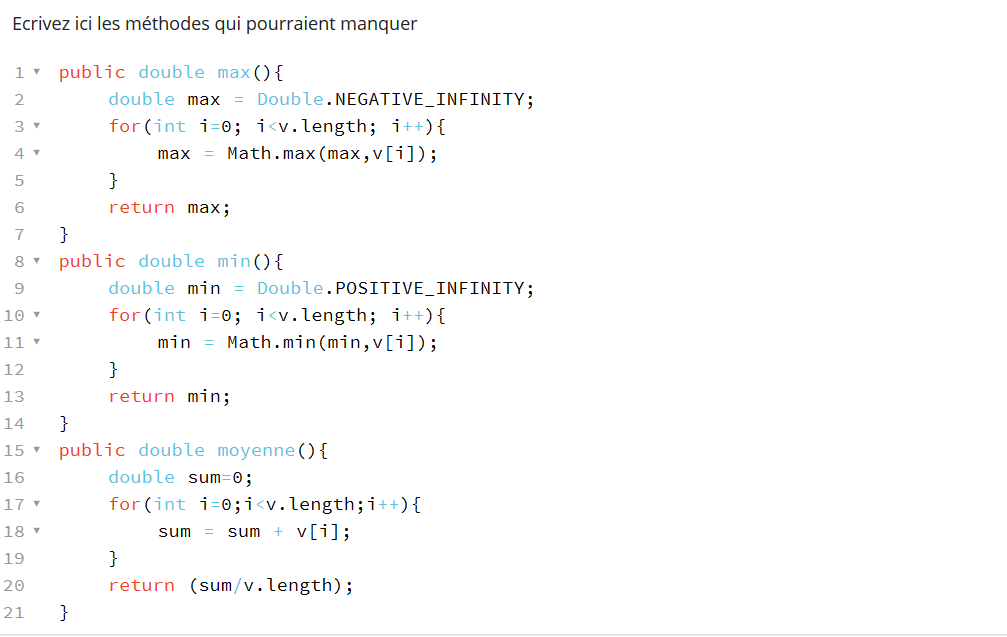 Ecrivez ici les méthodes qui pourraient manquer
1 public double max(){
2 double max = Double.NEGATIVE_INFINITY;
3 for(int i=0; i<v.length; i++){
4 max = Math.max(max,v[i]);
5 }
6 return max;
7 }
8 public double min(){
9 double min = Double.POSITIVE_INFINITY;
10 for(int i=0; i<v.length; i++){
11 min = Math.min(min,v[i]);
12 }
13 return min;
14 }
15 public double moyenne(){
16 double sum=0;
17 for(int i=0;i<v.length;i++){
18 sum = sum + v[i];
19 }
20 return (sum/v.length);
21 }